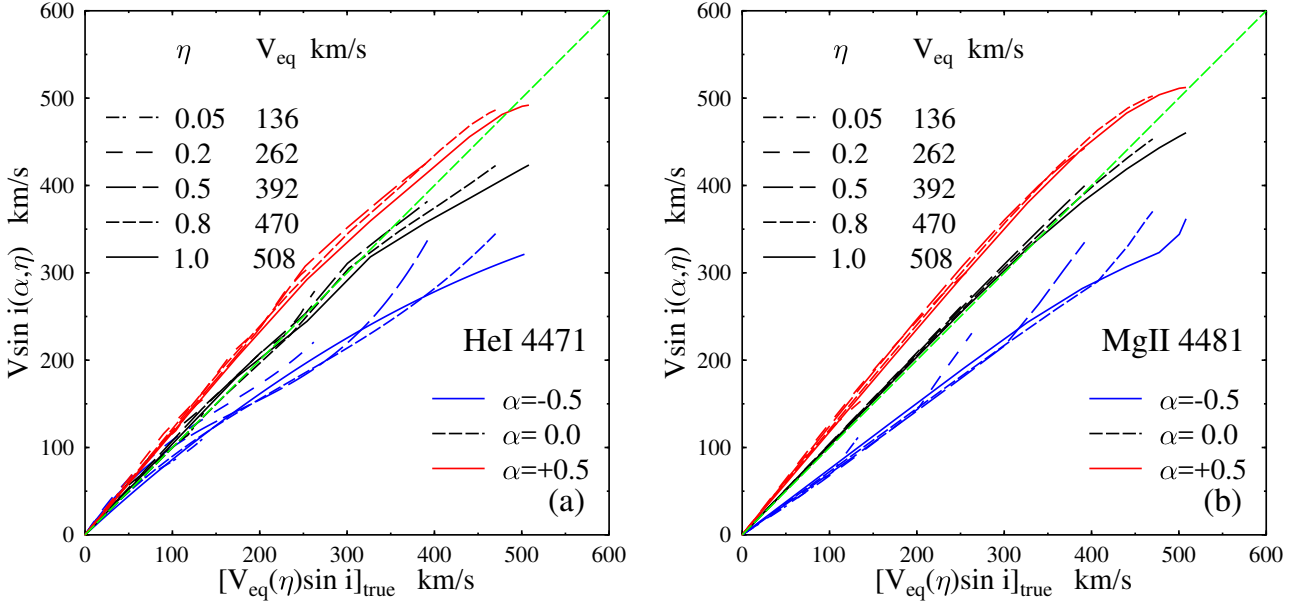 600
500
400
300
200
100
0
Vsin i(α,η) km/s
η V_eq km/s
0.05 136
0.2 262
0.5 392
0.8 470
1.0 508
HeI 4471
α=-0.5
α= 0.0
α=+0.5
(a)
0 100 200 300 400 500 600
[V_eq(η)sin i]_true km/s
600
500
400
300
200
100
0
Vsin i(α,η) km/s
η V_eq km/s
0.05 136
0.2 262
0.5 392
0.8 470
1.0 508
MgII 4481
α=-0.5
α= 0.0
α=+0.5
(b)
0 100 200 300 400 500 600
[V_eq(η)sin i]_true km/s